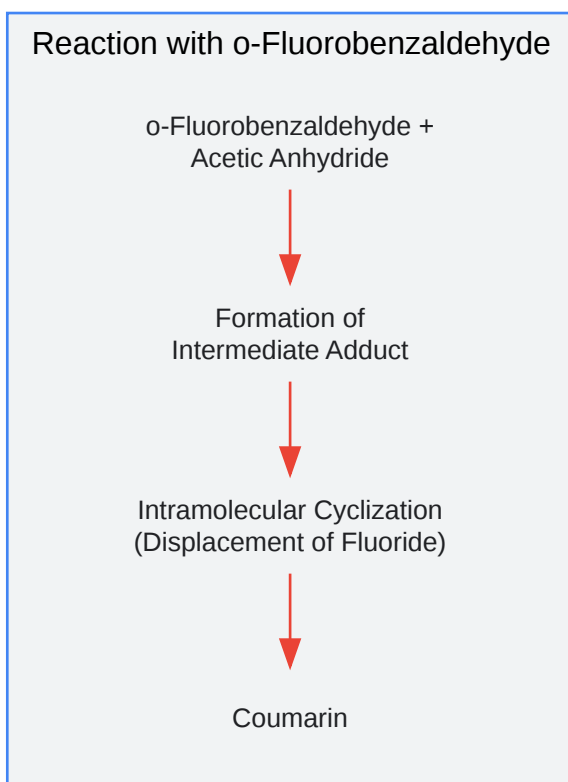 Reaction with o-Fluorobenzaldehyde
o-Fluorobenzaldehyde +
Acetic Anhydride
Formation of
Intermediate Adduct
Intramolecular Cyclization
(Displacement of Fluoride)
Coumarin